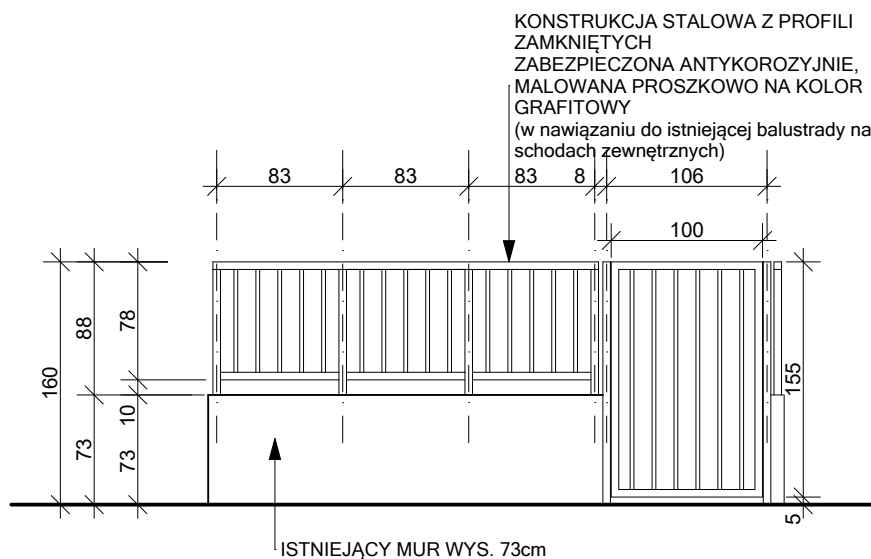 KONSTRUKCJA STALOWA Z PROFILI
ZAMKNIĘTYCH
ZABEZPIECZONA ANTYKOROZYJNIE,
MALOWANA PROSZKOWO NA KOLOR
GRAFITOWY
(w nawiązaniu do istniejącej balustrady na
schodach zewnętrznych)
83 83 83 8 106
100
160
88
73
78
10
73
155
5
ISTNIEJĄCY MUR WYS. 73cm